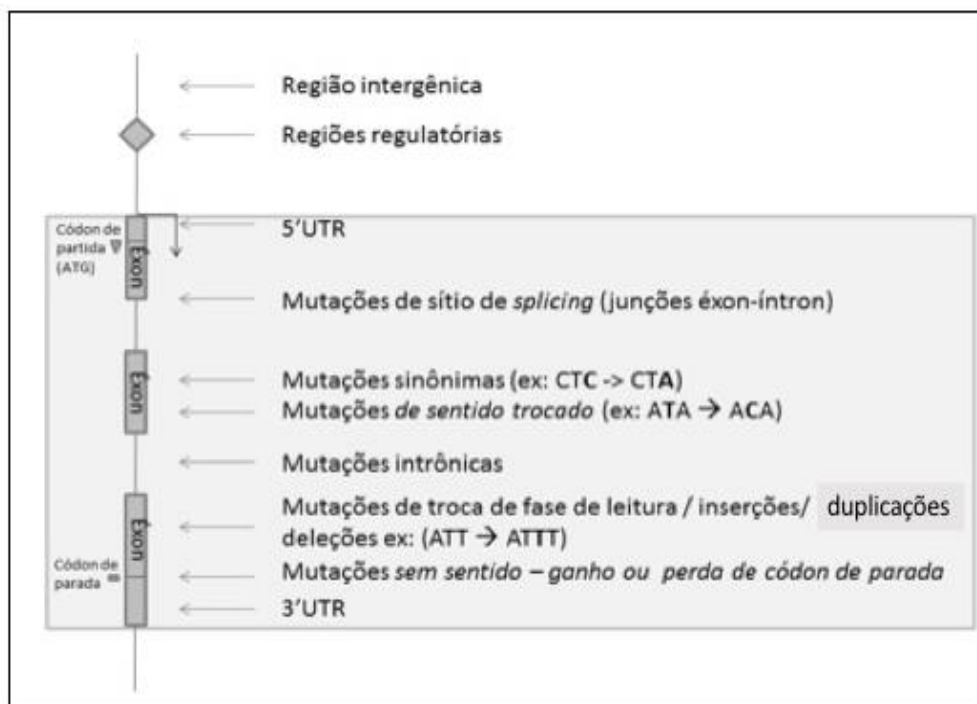 Região intergênica
Regiões regulatórias
Códon de
partida
(ATG)
Éxon
5'UTR
Mutações de sítio de splicing (junções éxon-íntron)
Éxon
Mutações sinônimas (ex: CTC -> CTA)
Mutações de sentido trocado (ex: ATA → ACA)
Mutações intrônicas
Éxon
Mutações de troca de fase de leitura / inserções/ duplicações
deleções ex: (ATT → ATTT)
Códon de
parada
Mutações sem sentido – ganho ou perda de códon de parada
3'UTR